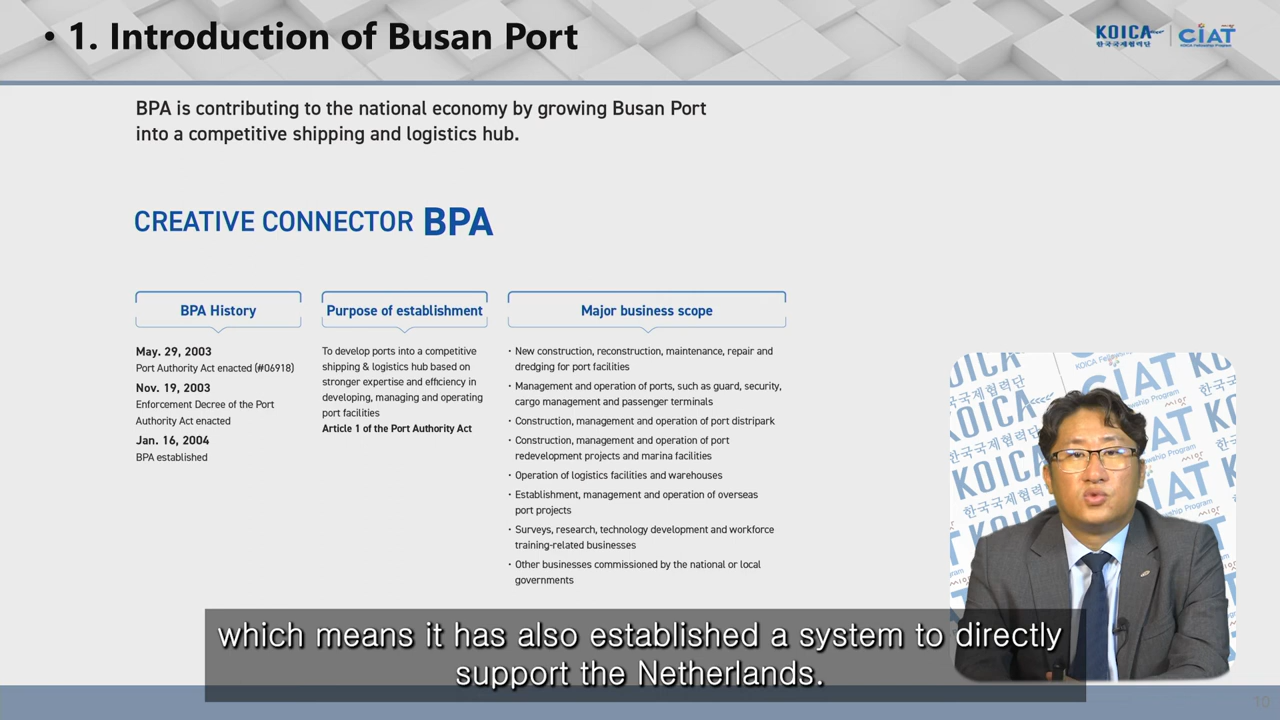 • 1. Introduction of Busan Port
KOICA
한국국제협력단
CIAT
KOICA Fellowship Program
BPA is contributing to the national economy by growing Busan Port
into a competitive shipping and logistics hub.
CREATIVE CONNECTOR BPA
BPA History
May. 29, 2003
Port Authority Act enacted (#06918)
Nov. 19, 2003
Enforcement Decree of the Port
Authority Act enacted
Jan. 16, 2004
BPA established
Purpose of establishment
To develop ports into a competitive
shipping & logistics hub based on
stronger expertise and efficiency in
developing, managing and operating
port facilities
Article 1 of the Port Authority Act
Major business scope
· New construction, reconstruction, maintenance, repair and
dredging for port facilities
· Management and operation of ports, such as guard, security,
cargo management and passenger terminals
· Construction, management and operation of port distripark
· Construction, management and operation of port
redevelopment projects and marina facilities
· Operation of logistics facilities and warehouses
· Establishment, management and operation of overseas
port projects
· Surveys, research, technology development and workforce
training-related businesses
· Other businesses commissioned by the national or local
governments
KOICA
한국국제협력단
CIAT
which means it has also established a system to directly
support the Netherlands.
10